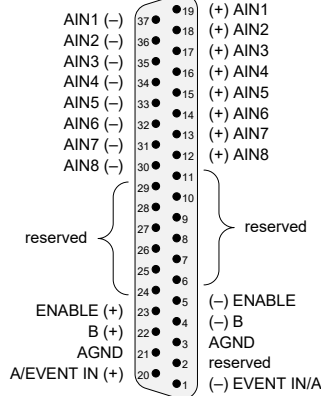 19 (+) AIN1
AIN1 (–) 37
18 (+) AIN2
AIN2 (–) 36
17 (+) AIN3
AIN3 (–) 35
16 (+) AIN4
AIN4 (–) 34
15 (+) AIN5
AIN5 (–) 33
14 (+) AIN6
AIN6 (–) 32
13 (+) AIN7
AIN7 (–) 31
12 (+) AIN8
AIN8 (–) 30
11
29
10
28
9
reserved 27
8 reserved
26
7
25
6
24
5 (–) ENABLE
ENABLE (+) 23
4 (–) B
B (+) 22
3 AGND
AGND 21
2 reserved
A/EVENT IN (+) 20
1 (–) EVENT IN/A